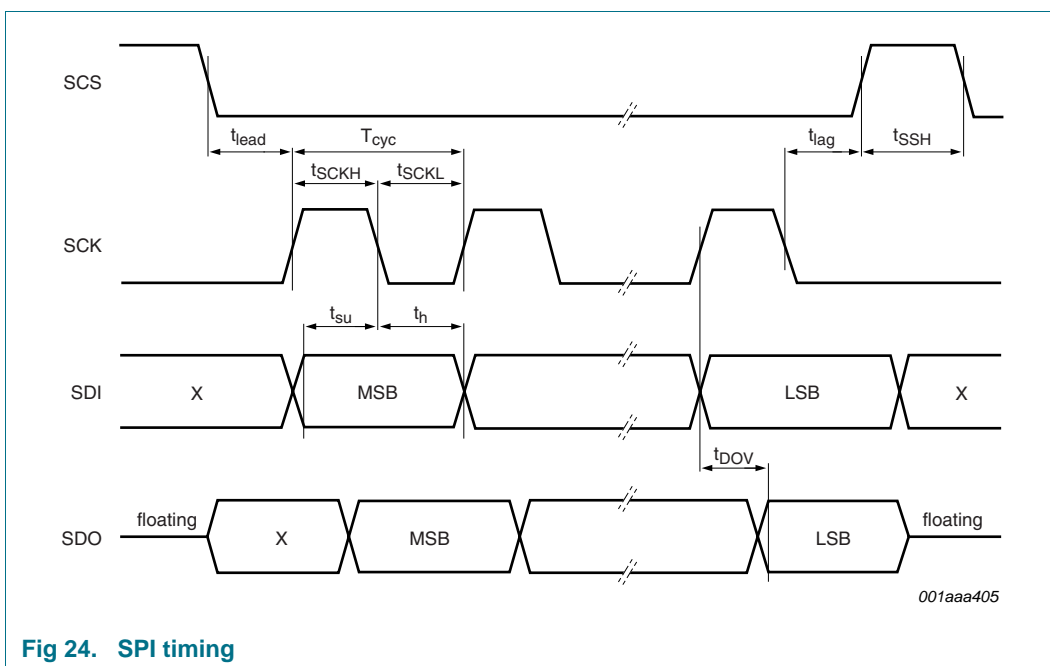 SCS
tlead
Tcyc
tlag
tSSH
tSCKH
tSCKL
SCK
tsu
th
SDI
X
MSB
LSB
X
tDOV
SDO
floating
X
MSB
LSB
floating
001aaa405
Fig 24. SPI timing